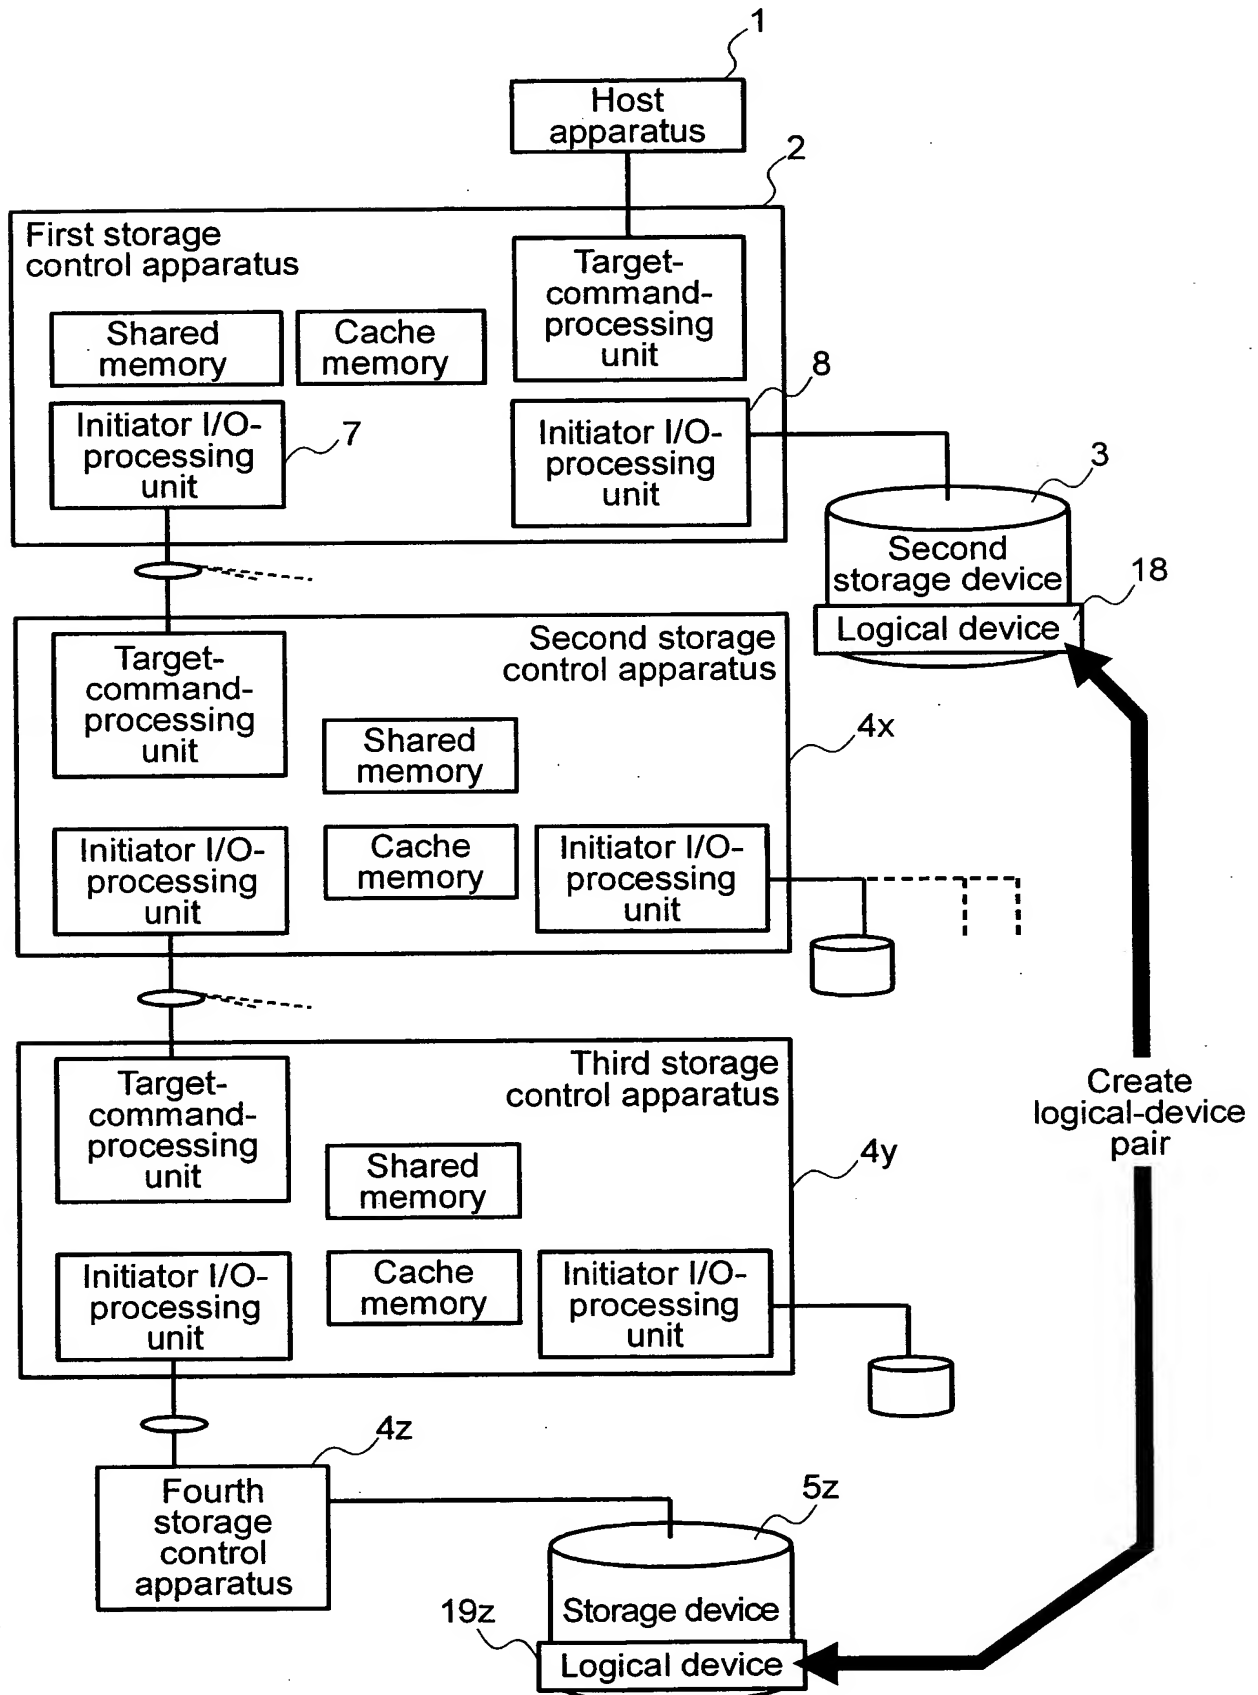 1
Host
apparatus
2
First storage
control apparatus
Target-
command-
processing
unit
Shared
memory
Cache
memory
8
Initiator I/O-
processing
unit
7
Initiator I/O-
processing
unit
3
Second
storage device
18
Logical device
Second storage
control apparatus
Target-
command-
processing
unit
4x
Shared
memory
Initiator I/O-
processing
unit
Cache
memory
Initiator I/O-
processing
unit
Third storage
control apparatus
Target-
command-
processing
unit
Create
logical-device
pair
4y
Shared
memory
Initiator I/O-
processing
unit
Cache
memory
Initiator I/O-
processing
unit
4z
Fourth
storage
control
apparatus
5z
Storage device
19z
Logical device